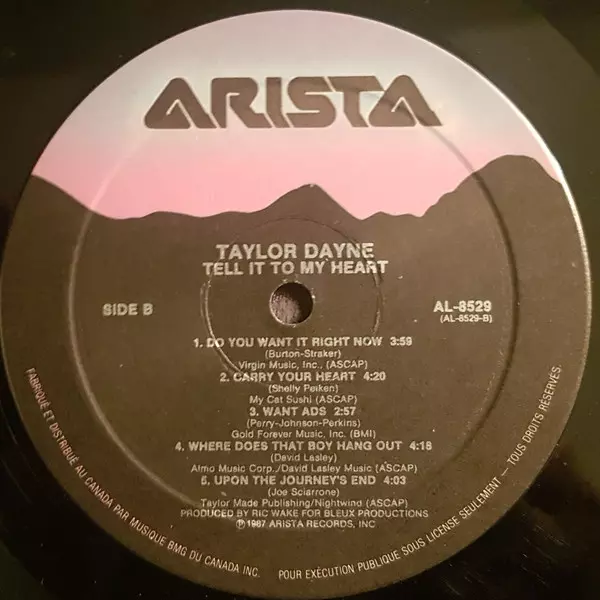 ARISTA
TAYLOR DAYNE
TELL IT TO MY HEART
SIDE B
AL-8529
(AL-8529-B)
1. DO YOU WANT IT RIGHT NOW 3:59
(Burton-Straker)
Virgin Music, Inc., (ASCAP)
2. CARRY YOUR HEART 4:20
(Shelly Peiken)
My Cat Sushi (ASCAP)
3. WANT ADS 2:57
(Perry-Johnson-Perkins)
Gold Forever Music, Inc. (BMI)
4. WHERE DOES THAT BOY HANG OUT 4:18
(David Lasley)
Almo Music Corp./David Lasley Music (ASCAP)
5. UPON THE JOURNEY'S END 4:03
(Joe Sciarrone)
Taylor Made Publishing/Nightwind (ASCAP)
PRODUCED BY RIC WAKE FOR BLEUX PRODUCTIONS
Ⓟ1987 ARISTA RECORDS, INC
FABRIQUÉ ET DISTRIBUÉ AU CANADA PAR MUSIQUE BMG DU CANADA INC. POUR EXÉCUTION PUBLIQUE SOUS LICENSE SEULEMENT — TOUS DROITS RÉSERVÉS.